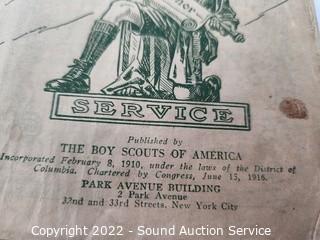 SERVICE
Published by
THE BOY SCOUTS OF AMERICA
Incorporated February 8, 1910, under the laws of the District of
Columbia. Chartered by Congress, June 15, 1916.
PARK AVENUE BUILDING
2 Park Avenue
32nd and 33rd Streets, New York City
Copyright 2022 - Sound Auction Service